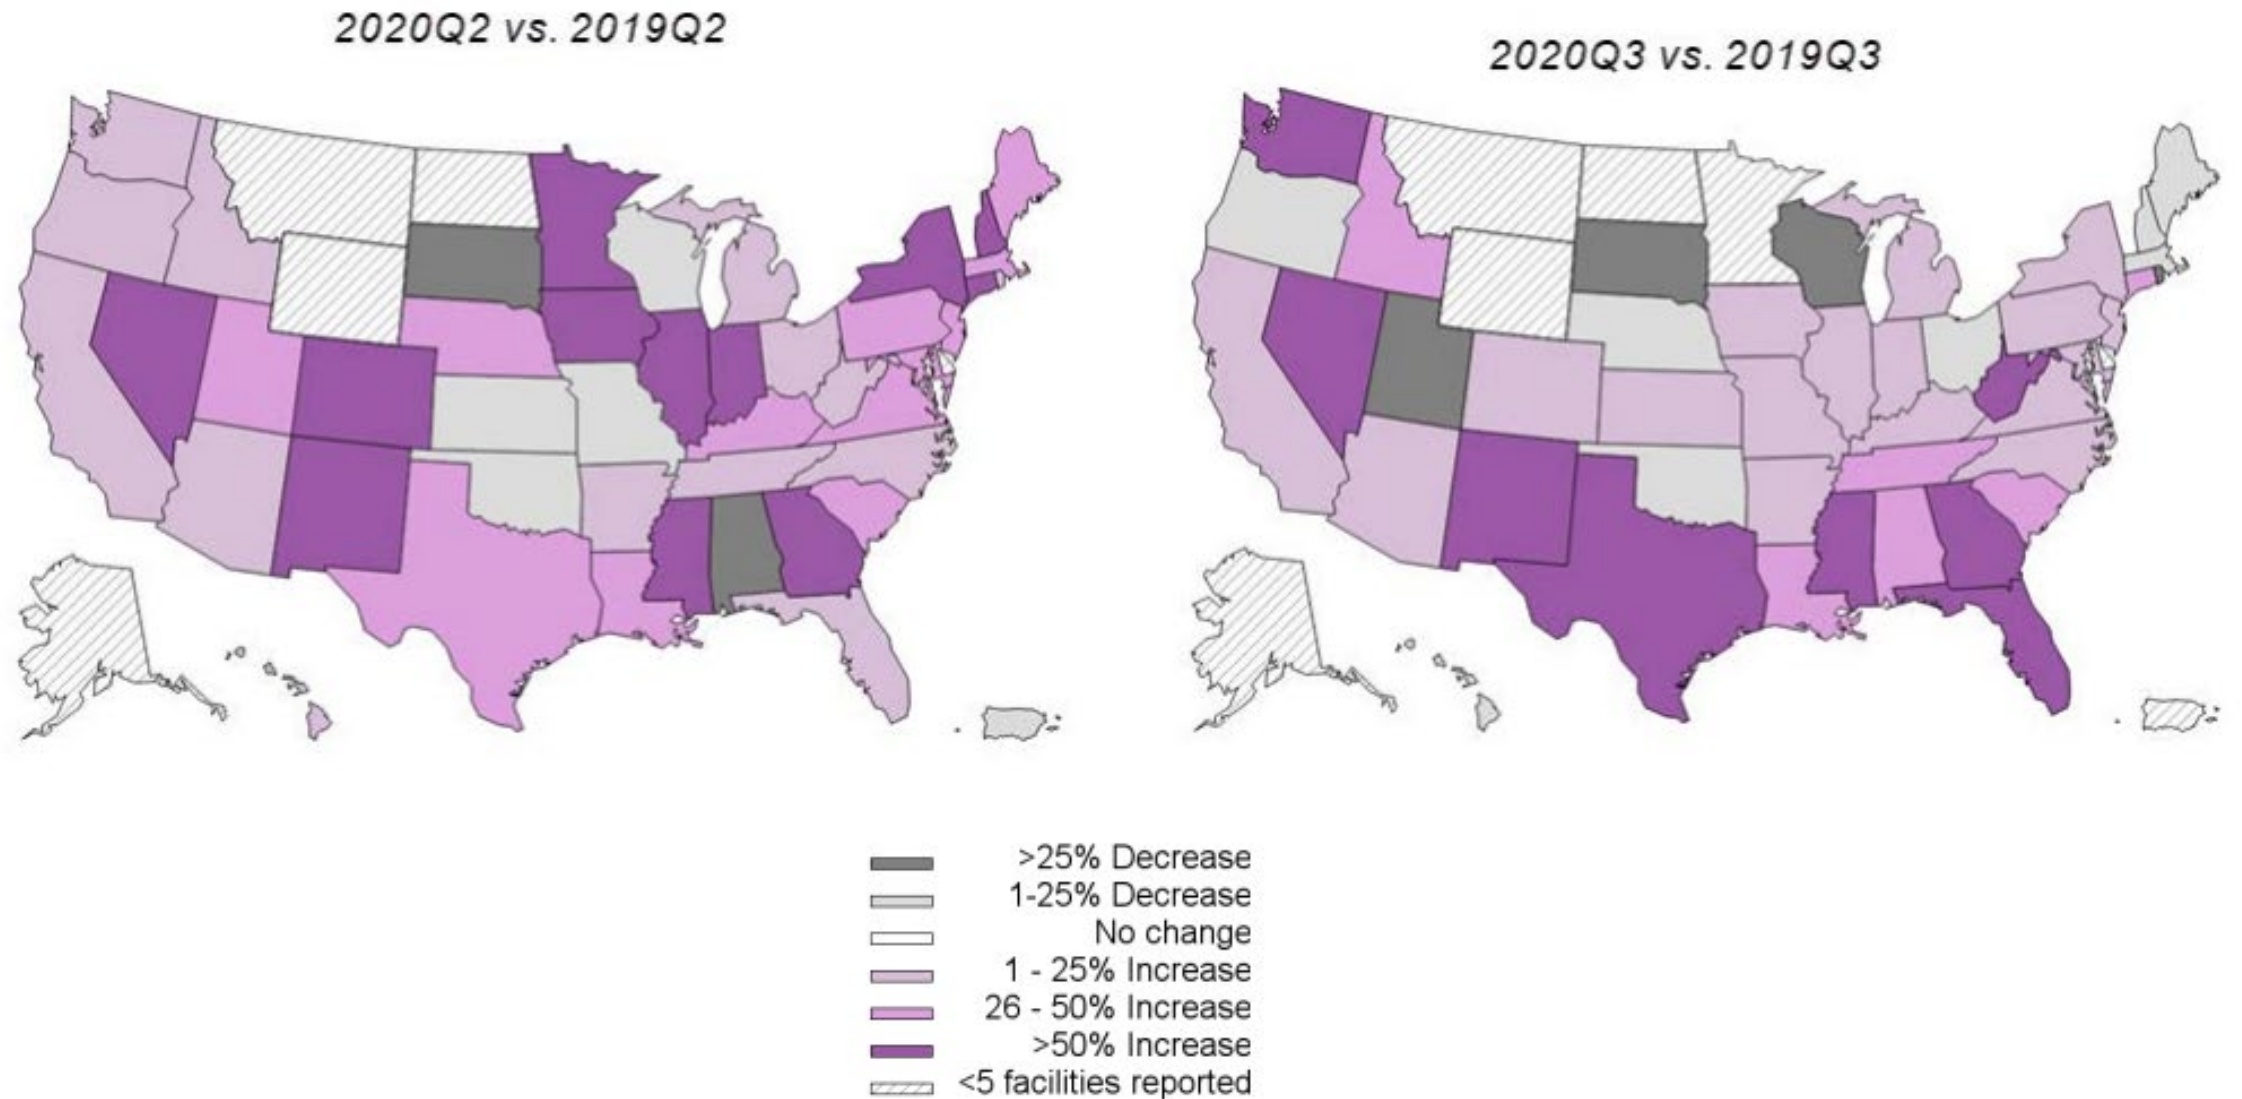 2020Q2 vs. 2019Q2
2020Q3 vs. 2019Q3
>25% Decrease
1-25% Decrease
No change
1 - 25% Increase
26 - 50% Increase
>50% Increase
<5 facilities reported